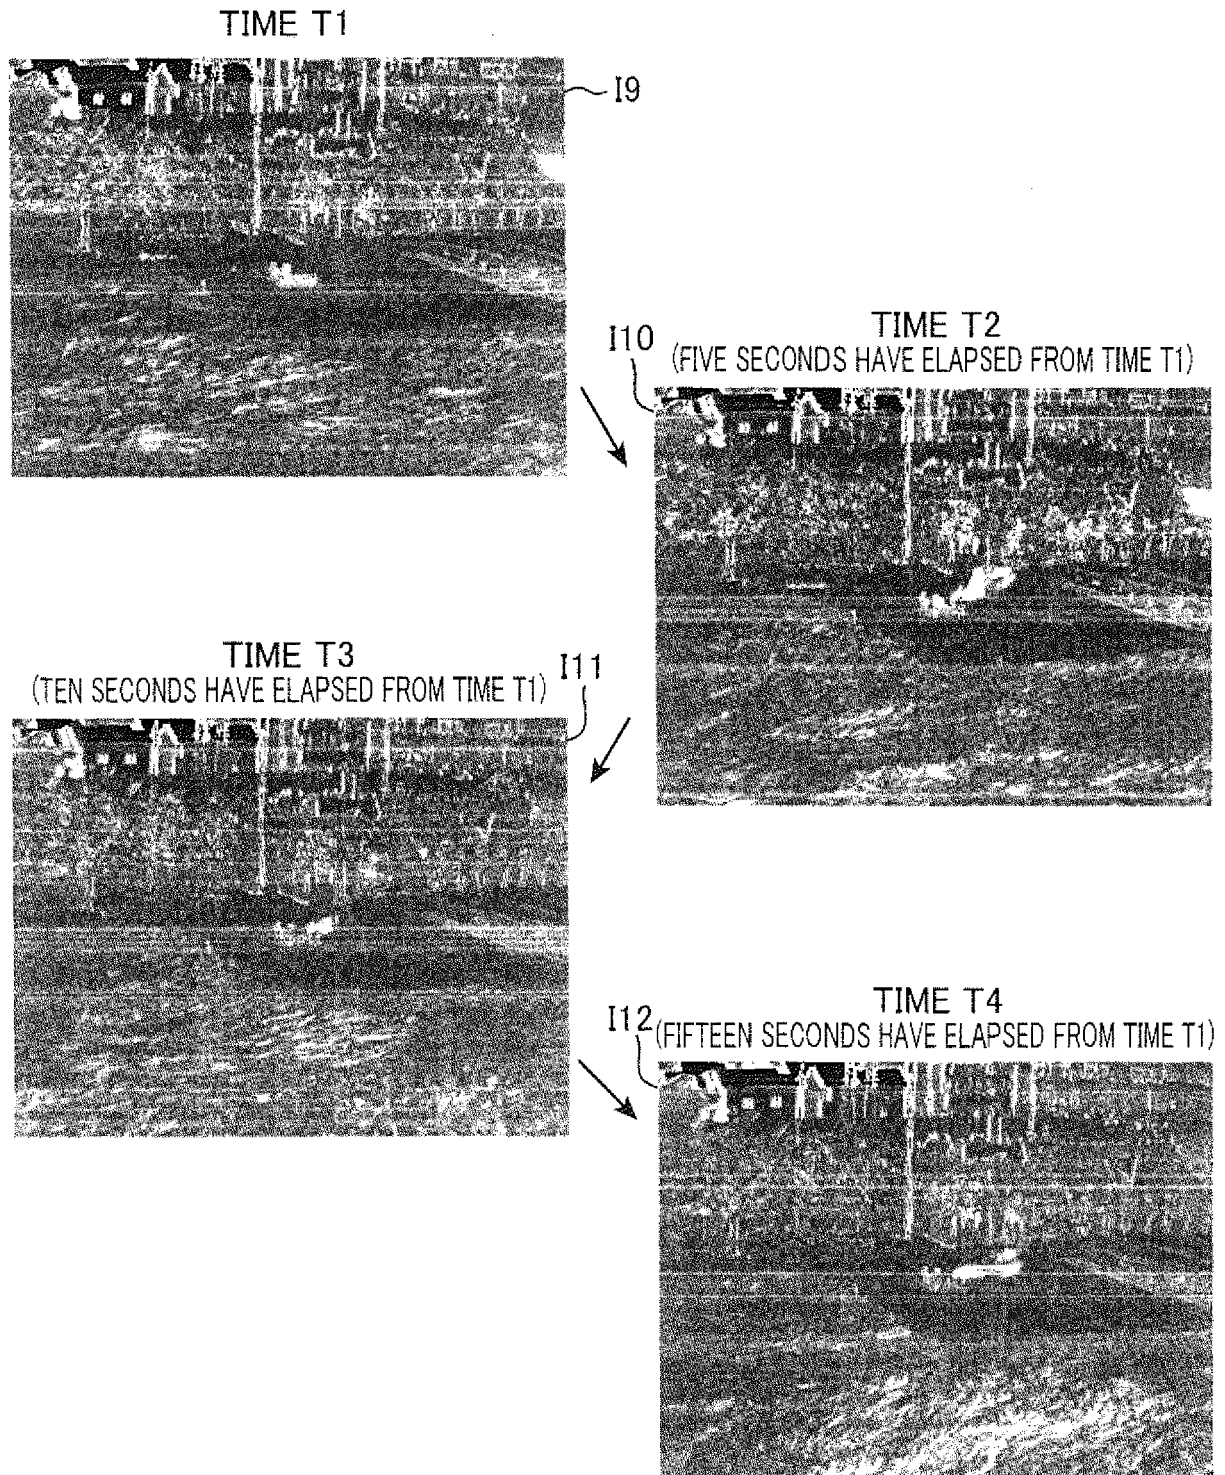 TIME T1
I9
TIME T2
I10
(FIVE SECONDS HAVE ELAPSED FROM TIME T1)
TIME T3
I11
(TEN SECONDS HAVE ELAPSED FROM TIME T1)
TIME T4
I12
(FIFTEEN SECONDS HAVE ELAPSED FROM TIME T1)